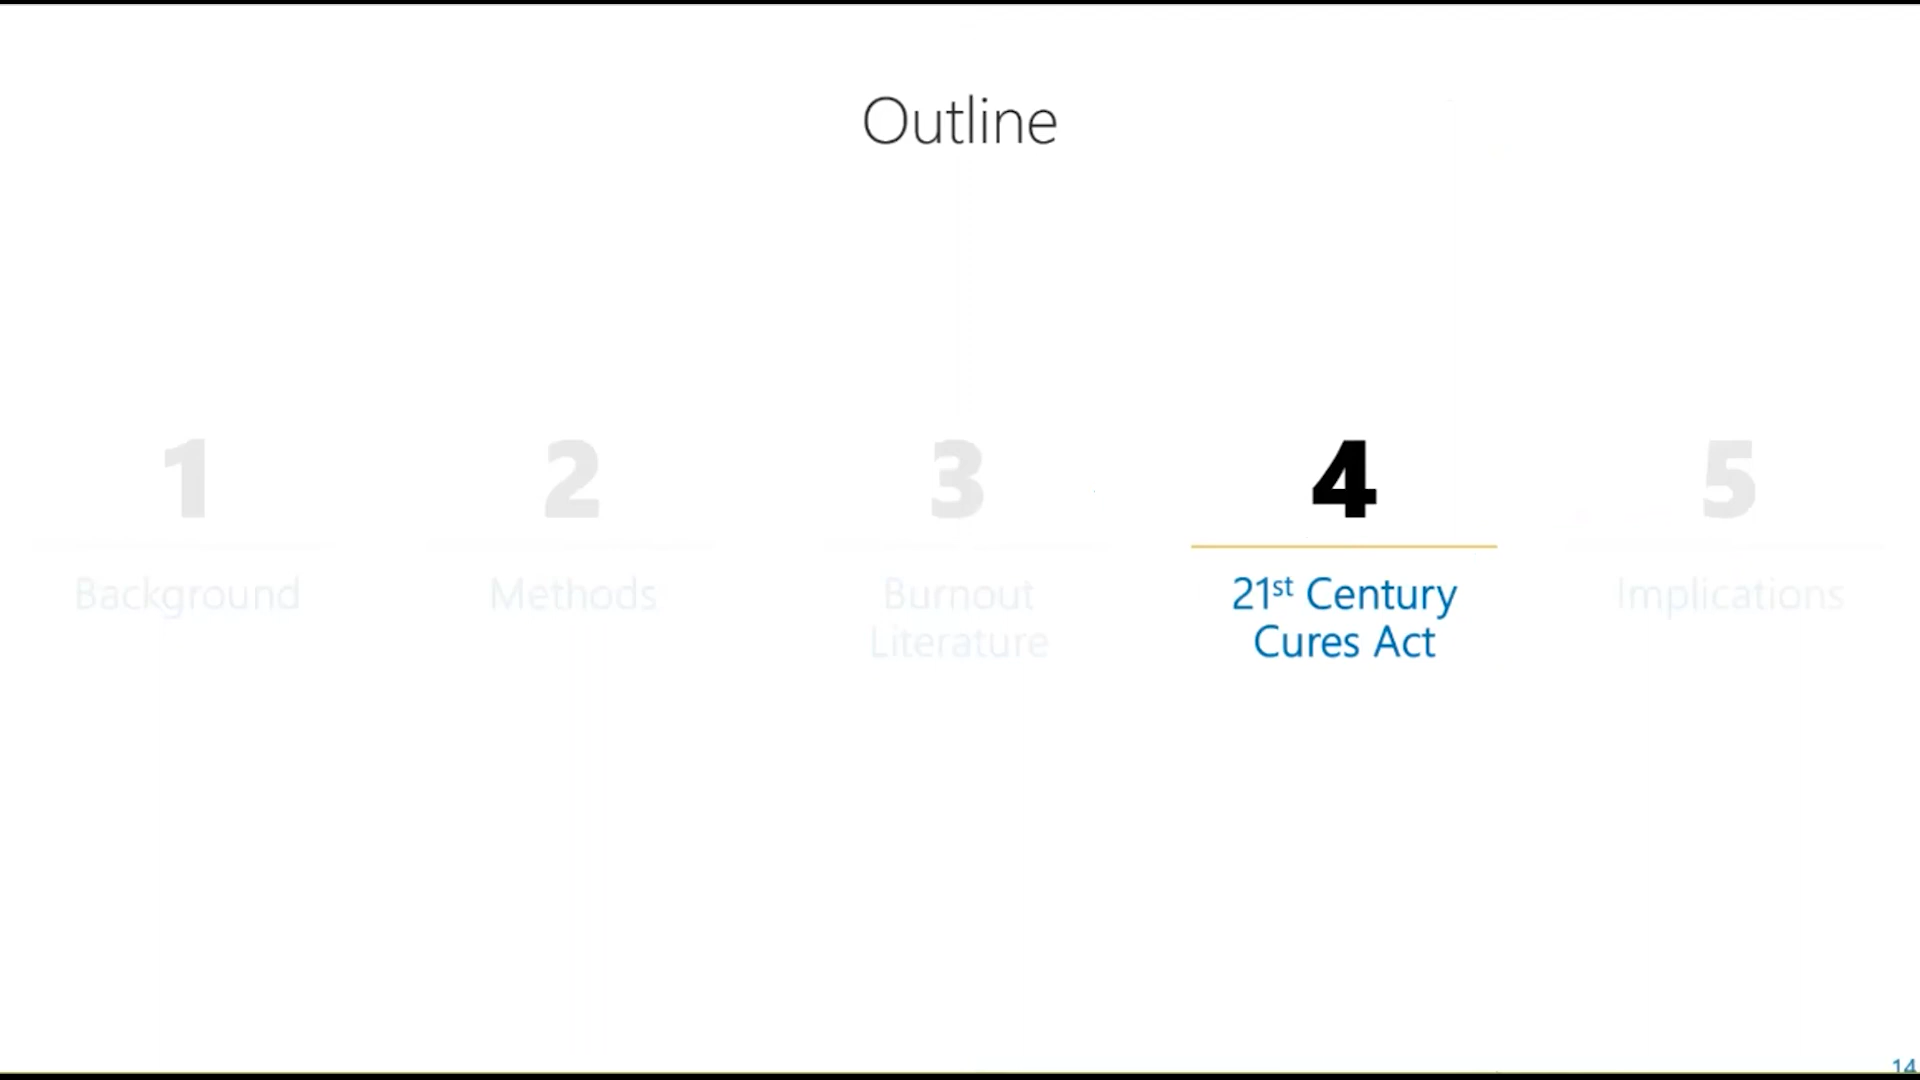 Outline
1
Background
2
Methods
3
Burnout
Literature
4
21st Century
Cures Act
5
Implications
14